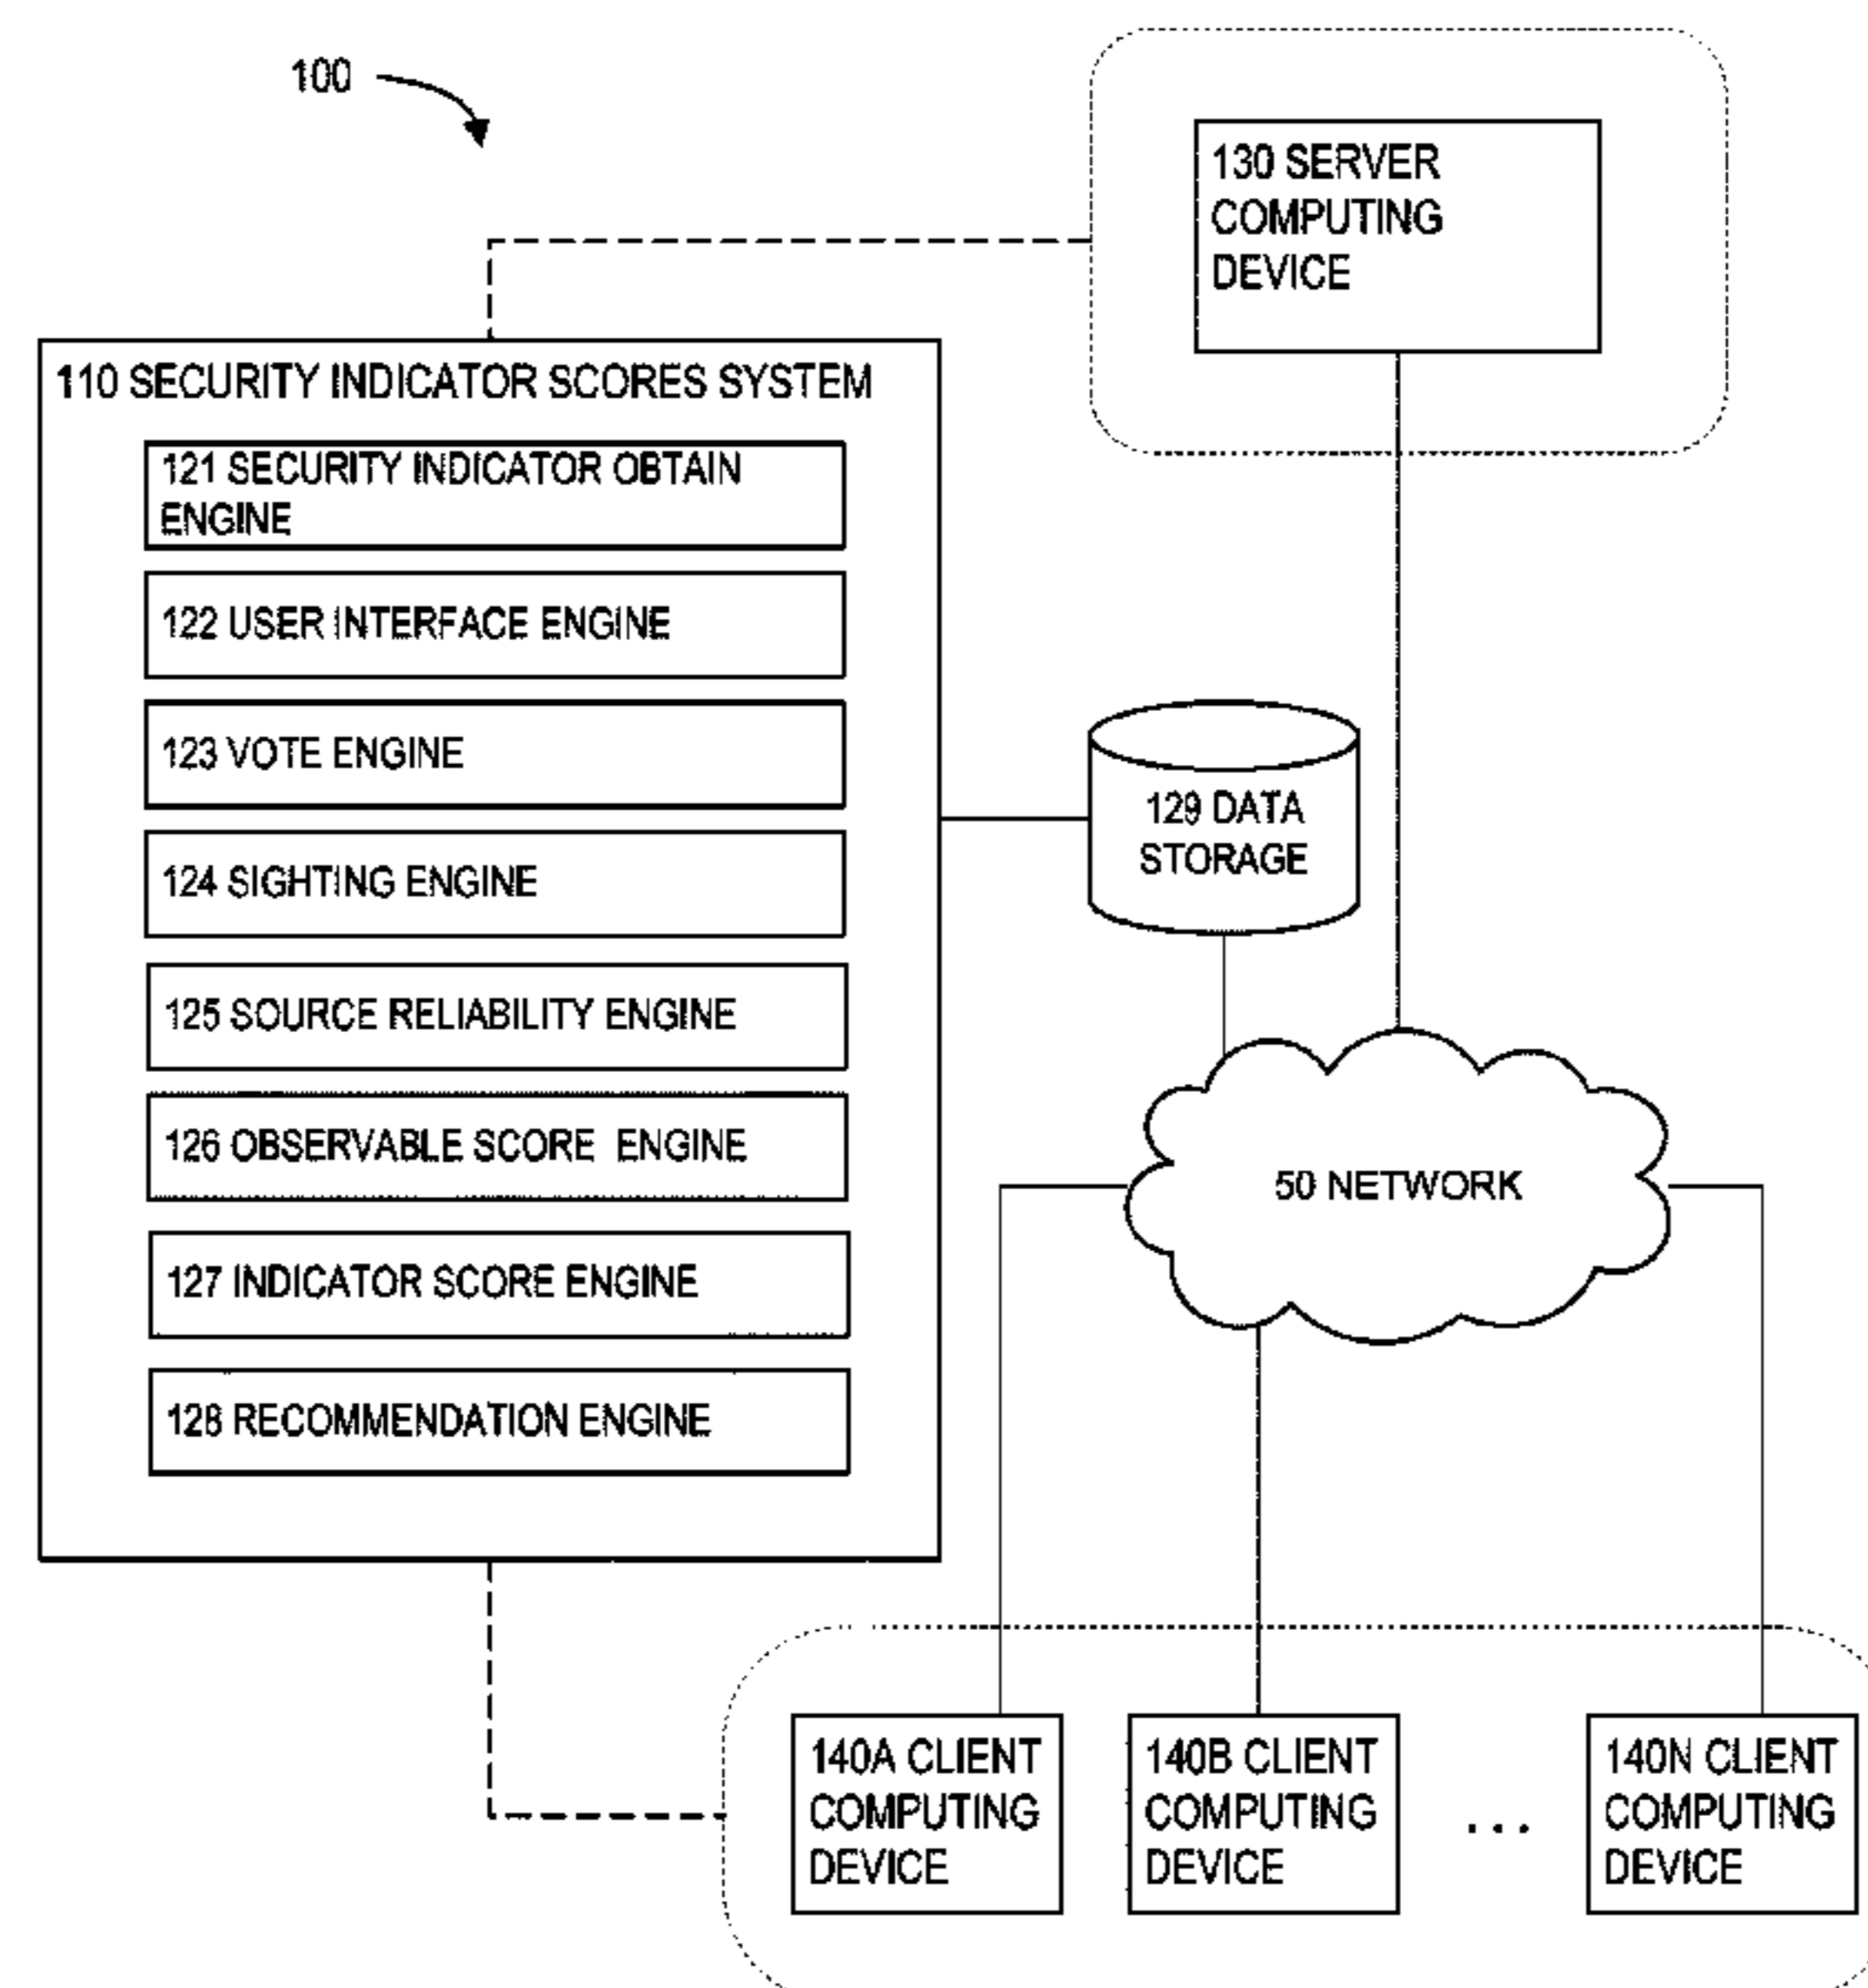 100
130 SERVER
COMPUTING
DEVICE
110 SECURITY INDICATOR SCORES SYSTEM
121 SECURITY INDICATOR OBTAIN
ENGINE
122 USER INTERFACE ENGINE
123 VOTE ENGINE
124 SIGHTING ENGINE
125 SOURCE RELIABILITY ENGINE
126 OBSERVABLE SCORE ENGINE
127 INDICATOR SCORE ENGINE
128 RECOMMENDATION ENGINE
129 DATA
STORAGE
50 NETWORK
140A CLIENT
COMPUTING
DEVICE
140B CLIENT
COMPUTING
DEVICE
...
140N CLIENT
COMPUTING
DEVICE